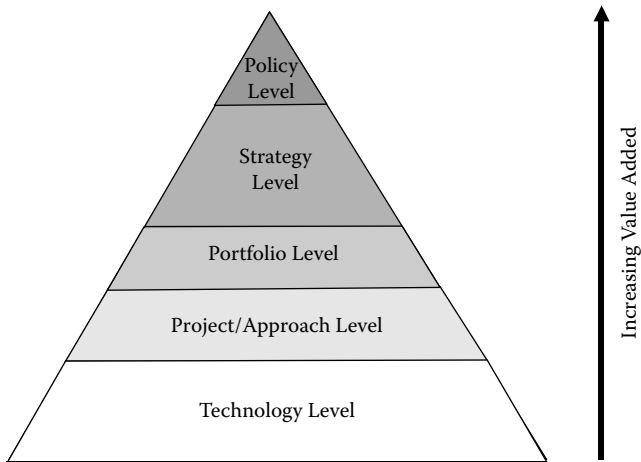 Policy
Level
Strategy
Level
Portfolio Level
Project/Approach Level
Technology Level
Increasing Value Added